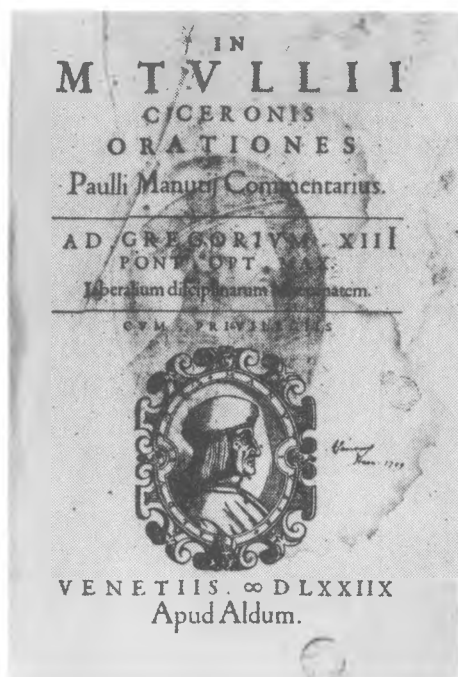 IN
M TVLLII
CICERONIS
ORATIONES
Paulli Manutij Commentarius.
AD GREGORIVM. XIII
PONT. OPT. MAX.
Liberalium disciplinarum
CVM PRIVILEGIIS
VENETIIS. ∞DLXXIIX
Apud Aldum.